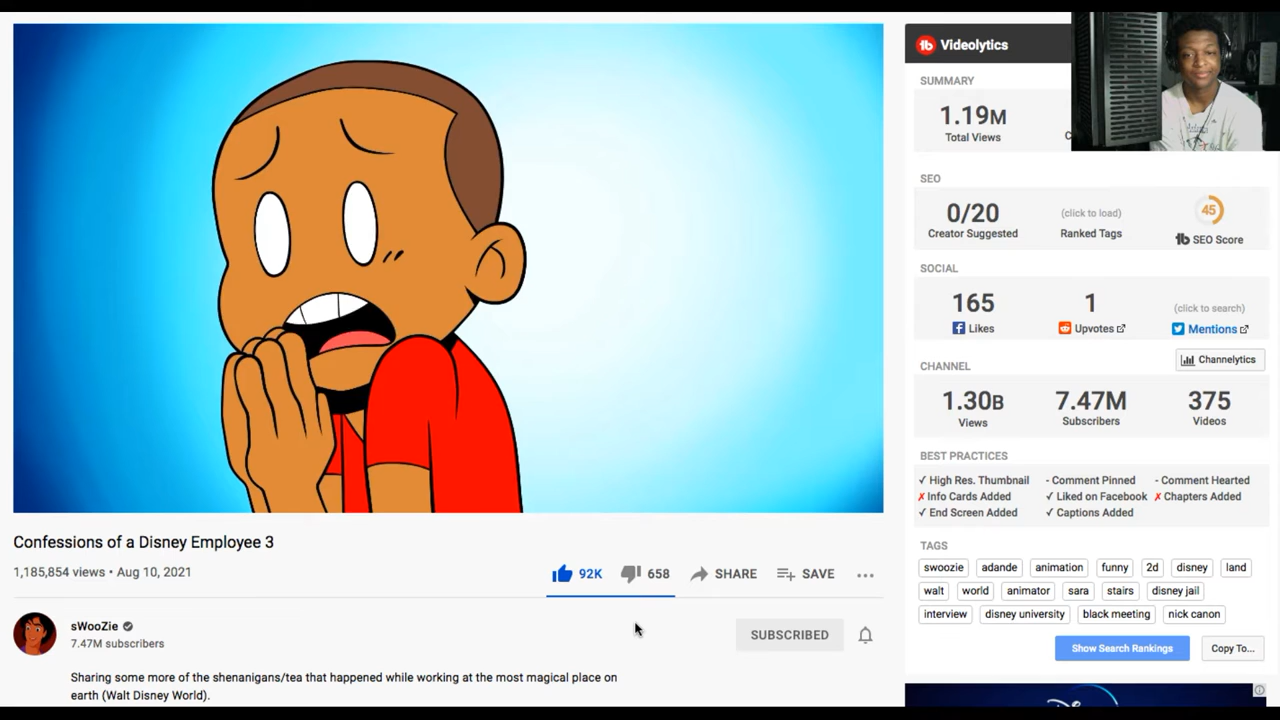 Confessions of a Disney Employee 3
1,185,854 views • Aug 10, 2021
92K
658
SHARE
SAVE
sWooZie
7.47M subscribers
SUBSCRIBED
Sharing some more of the shenanigans/tea that happened while working at the most magical place on
earth (Walt Disney World).
Videolytics
SUMMARY
1.19M
Total Views
SEO
0/20
Creator Suggested
(click to load)
Ranked Tags
45
SEO Score
SOCIAL
165
Likes
1
Upvotes
(click to search)
Mentions
CHANNEL
Channelytics
1.30B
Views
7.47M
Subscribers
375
Videos
BEST PRACTICES
✓ High Res. Thumbnail - Comment Pinned - Comment Hearted
✗ Info Cards Added ✓ Liked on Facebook ✗ Chapters Added
✓ End Screen Added ✓ Captions Added
TAGS
swoozie adande animation funny 2d disney land
walt world animator sara stairs disney jail
interview disney university black meeting nick canon
Show Search Rankings Copy To...